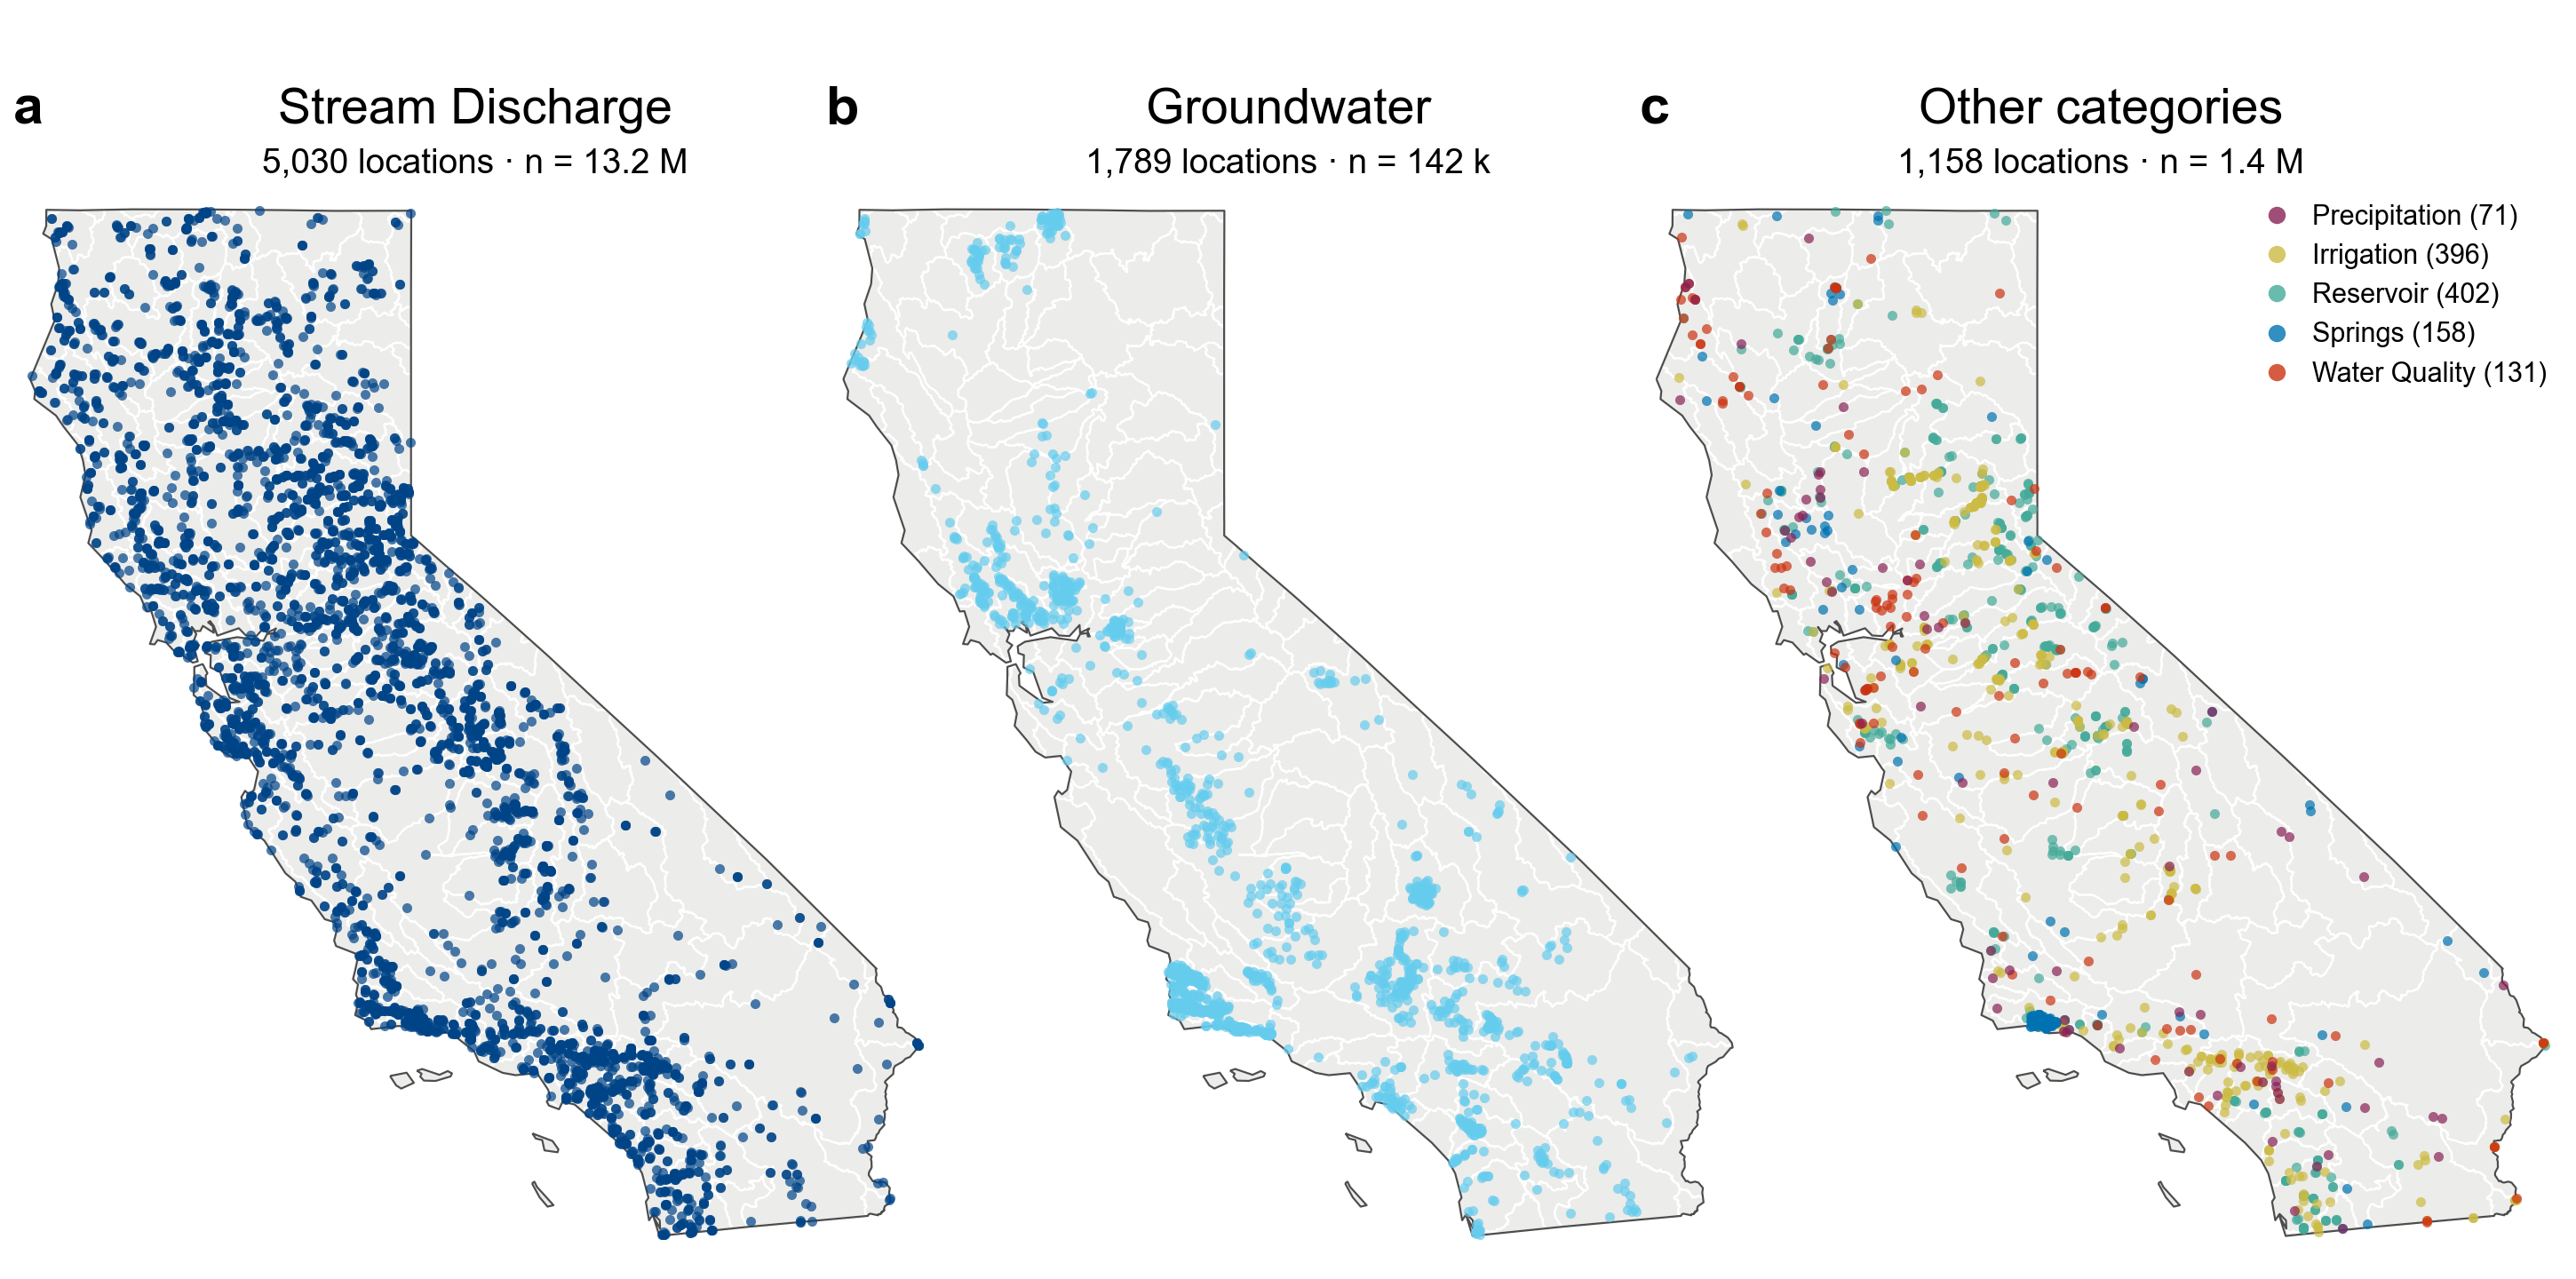 a
Stream Discharge
5,030 locations · n = 13.2 M
b
Groundwater
1,789 locations · n = 142 k
c
Other categories
1,158 locations · n = 1.4 M
Precipitation (71)
Irrigation (396)
Reservoir (402)
Springs (158)
Water Quality (131)